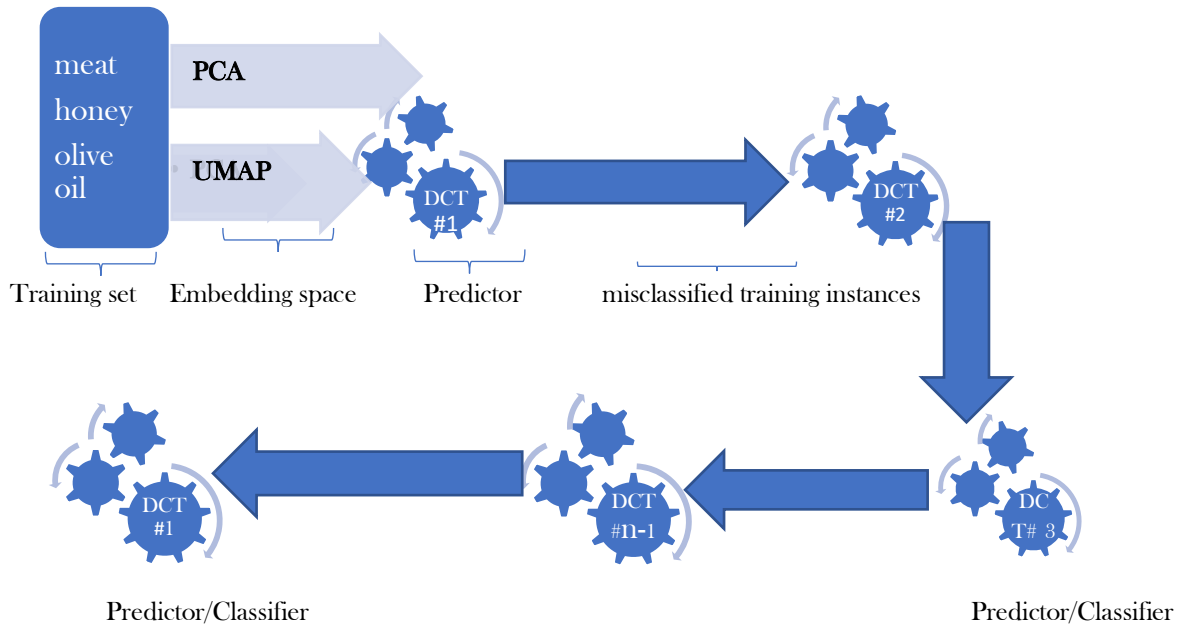 meat
honey
olive
oil
PCA
UMAP
DCT
#1
DCT
#2
Training set
Embedding space
Predictor
misclassified training instances
DCT
#1
DCT
#n-1
DC
T# 3
Predictor/Classifier
Predictor/Classifier